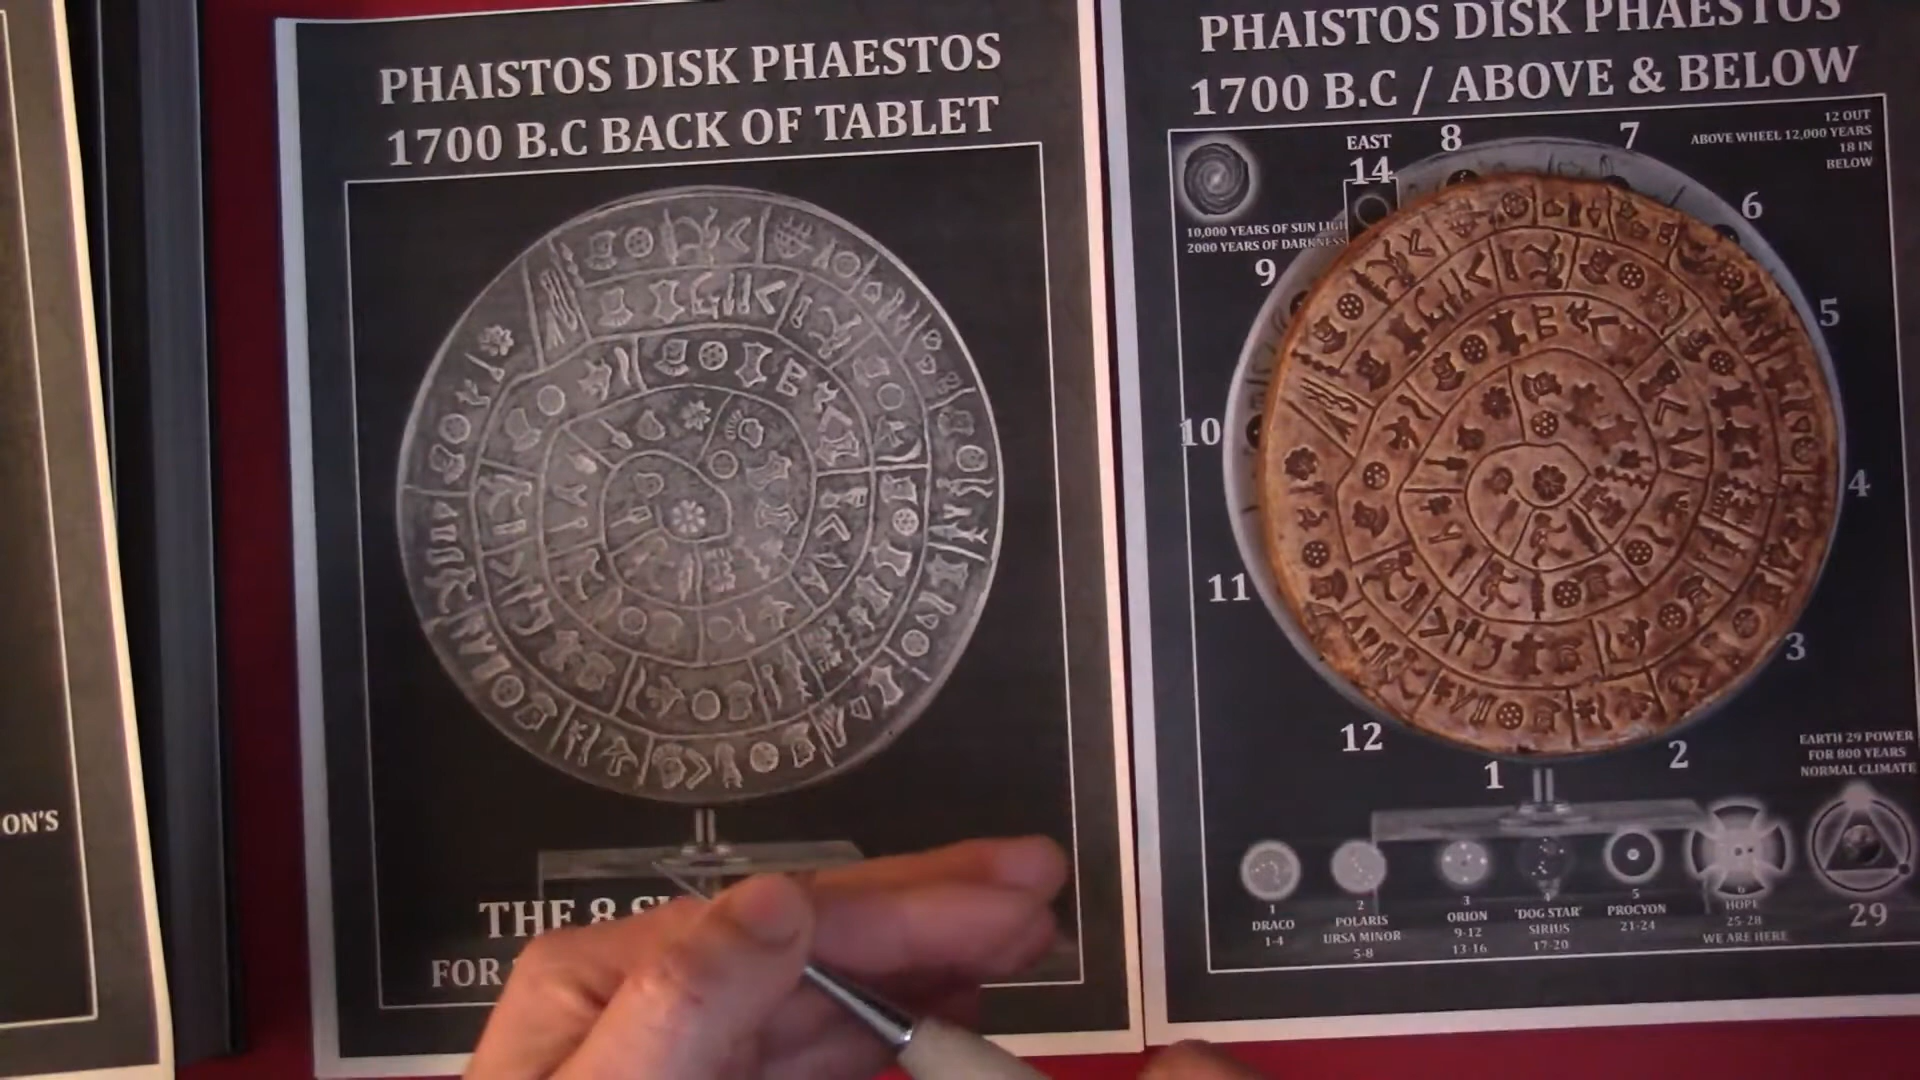 ON'S
PHAISTOS DISK PHAESTOS
1700 B.C BACK OF TABLET
THE 8
FOR
PHAISTOS DISK PHAESTOS
1700 B.C / ABOVE & BELOW
12 OUT
ABOVE WHEEL 12,000 YEARS
18 IN
BELOW
EAST
14
8
7
6
5
4
3
2
1
12
11
10
9
10,000 YEARS OF SUN
2000 YEARS OF DARKNESS
EARTH 29 POWER
FOR 800 YEARS
NORMAL CLIMATE
1
DRACO
1-4
2
POLARIS
URSA MINOR
5-8
3
ORION
9-12
13-16
'DOG STAR'
SIRIUS
17-20
5
PROCYON
21-24
6
HOPE
25-28
WE ARE HERE
29